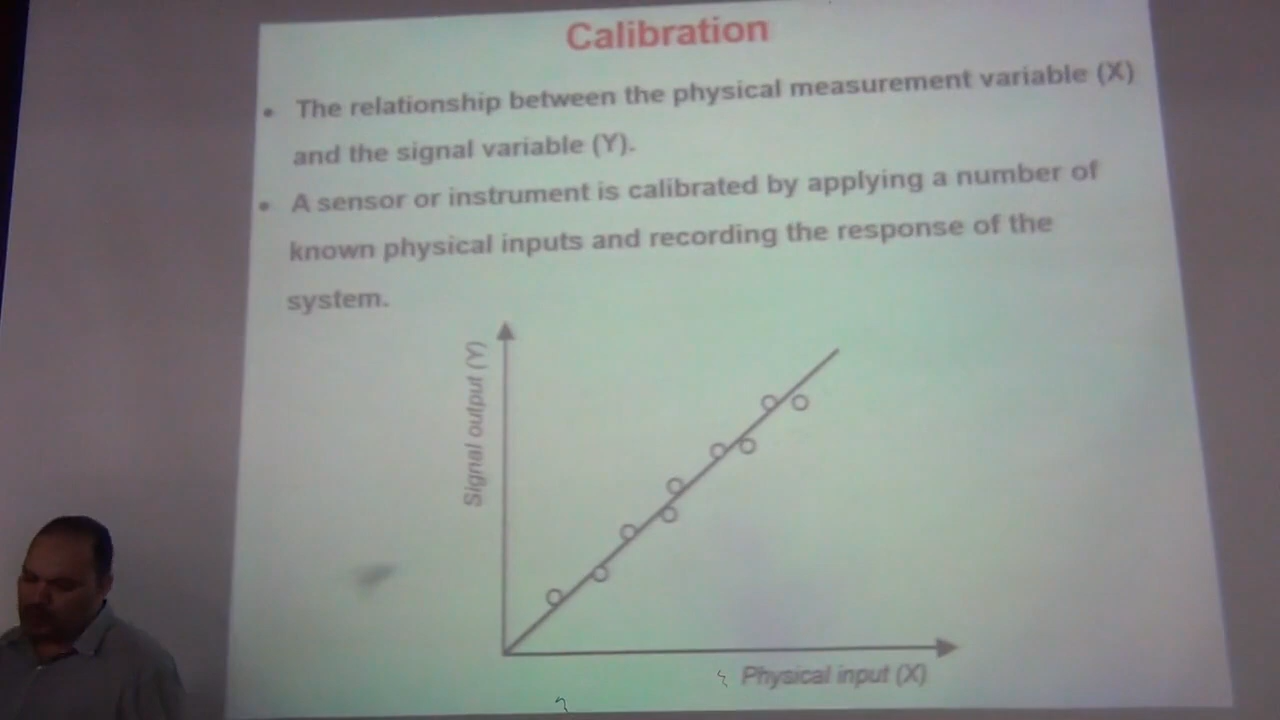 Calibration
• The relationship between the physical measurement variable (X)
and the signal variable (Y).
• A sensor or instrument is calibrated by applying a number of
known physical inputs and recording the response of the
system.
Signal output (Y)
Physical input (X)